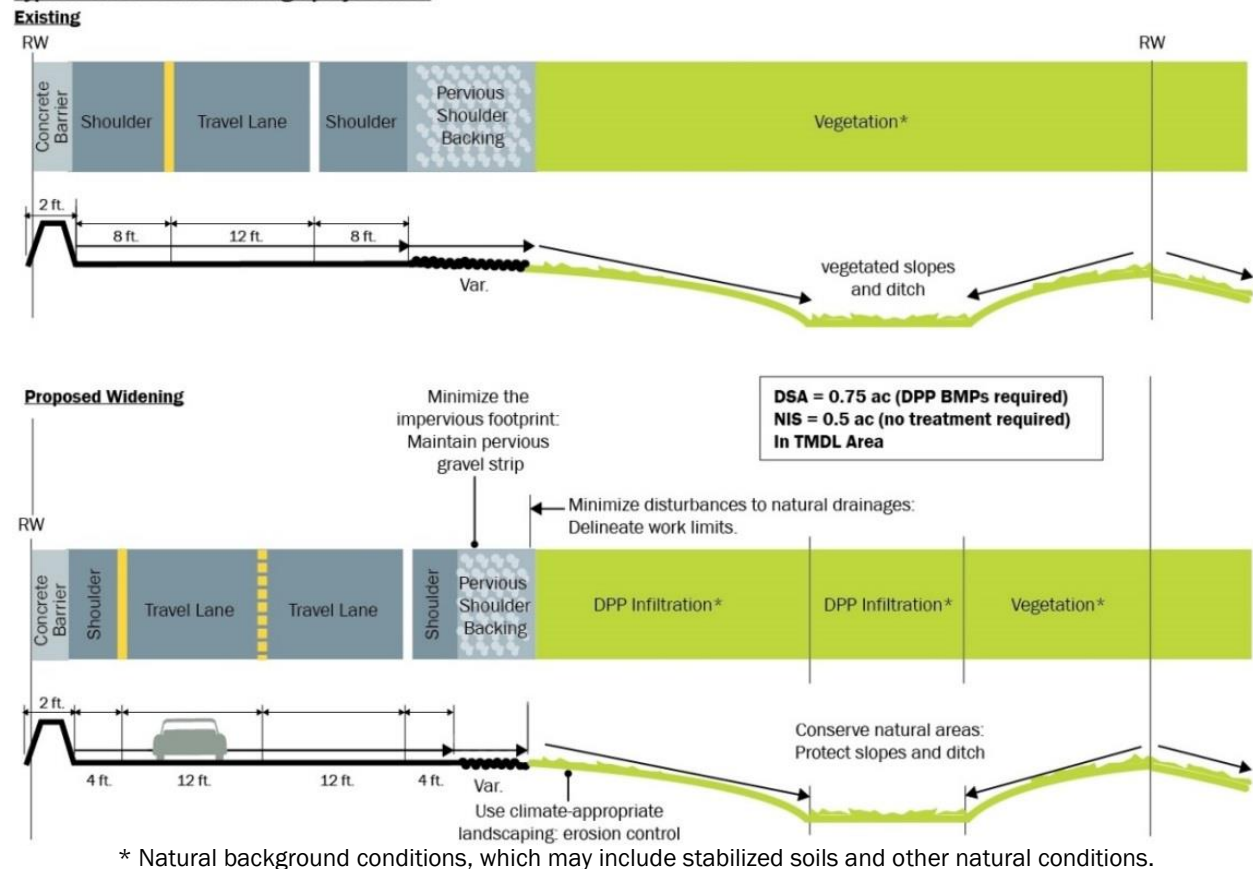 Existing
RW
RW
Concrete
Barrier
Shoulder
Travel Lane
Shoulder
Pervious
Shoulder
Backing
Vegetation*
2 ft.
8 ft.
12 ft.
8 ft.
Var.
vegetated slopes
and ditch
Proposed Widening
Minimize the
impervious footprint:
Maintain pervious
gravel strip
DSA = 0.75 ac (DPP BMPs required)
NIS = 0.5 ac (no treatment required)
In TMDL Area
Minimize disturbances to natural drainages:
Delineate work limits.
RW
Concrete
Barrier
Shoulder
Travel Lane
Travel Lane
Shoulder
Pervious
Shoulder
Backing
DPP Infiltration*
DPP Infiltration*
Vegetation*
2 ft.
4 ft.
12 ft.
12 ft.
4 ft.
Var.
Conserve natural areas:
Protect slopes and ditch
Use climate-appropriate
landscaping: erosion control
* Natural background conditions, which may include stabilized soils and other natural conditions.